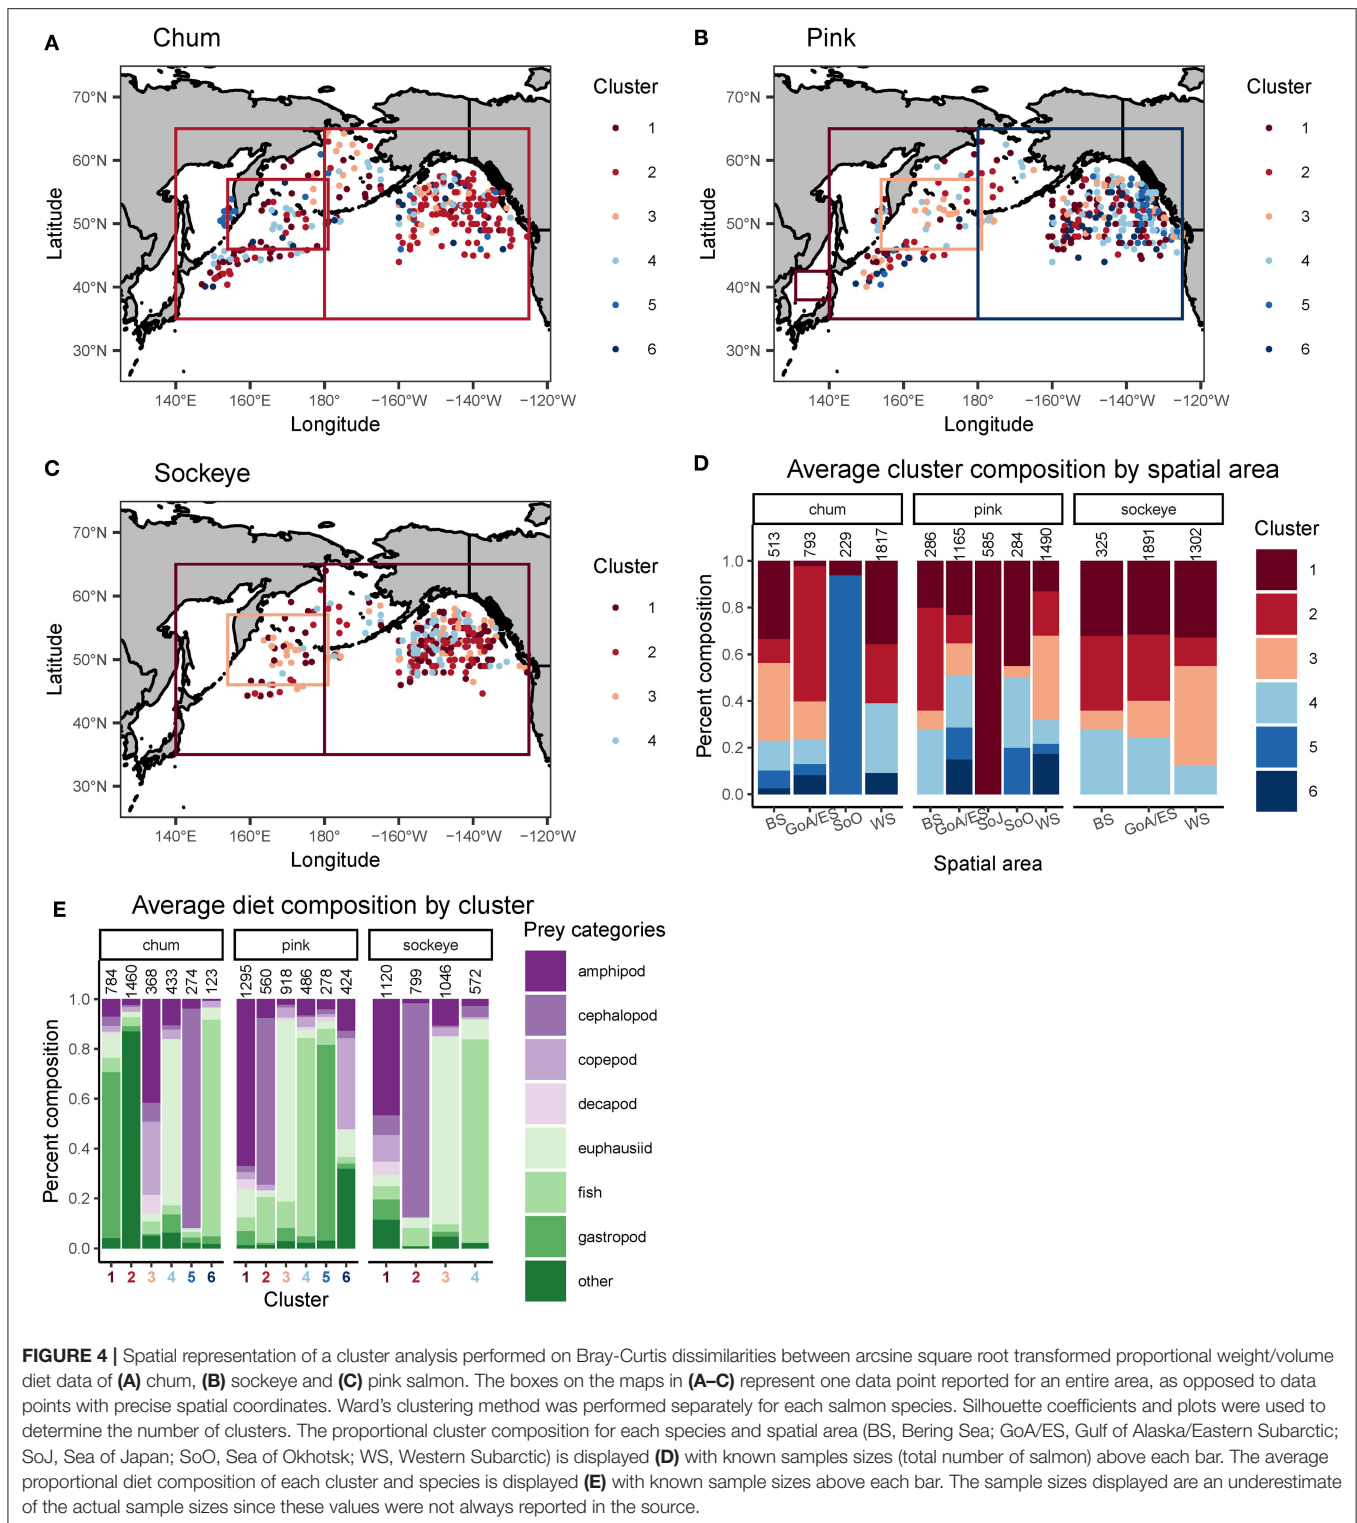 A
Chum
70°N
60°N
50°N
40°N
30°N
Latitude
140°E 160°E 180° −160°W −140°W −120°W
Longitude
Cluster
1
2
3
4
5
6
B
Pink
70°N
60°N
50°N
40°N
30°N
Latitude
140°E 160°E 180° −160°W −140°W −120°W
Longitude
Cluster
1
2
3
4
5
6
C
Sockeye
70°N
60°N
50°N
40°N
30°N
Latitude
140°E 160°E 180° −160°W −140°W −120°W
Longitude
Cluster
1
2
3
4
D
Average cluster composition by spatial area
chum pink sockeye
513 793 229 1817 286 1165 585 284 1490 325 1891 1302
1.0
0.8
0.6
0.4
0.2
0.0
Percent composition
BS GoA/ES SoO WS BS GoA/ES SoJ SoO WS BS GoA/ES WS
Spatial area
Cluster
1
2
3
4
5
6
E
Average diet composition by cluster
chum pink sockeye
784 1460 368 433 274 123 1295 560 918 486 278 424 1120 799 1046 572
1.0
0.8
0.6
0.4
0.2
0.0
Percent composition
1 2 3 4 5 6 1 2 3 4 5 6 1 2 3 4
Cluster
Prey categories
amphipod
cephalopod
copepod
decapod
euphausiid
fish
gastropod
other
FIGURE 4 | Spatial representation of a cluster analysis performed on Bray-Curtis dissimilarities between arcsine square root transformed proportional weight/volume
diet data of (A) chum, (B) sockeye and (C) pink salmon. The boxes on the maps in (A–C) represent one data point reported for an entire area, as opposed to data
points with precise spatial coordinates. Ward's clustering method was performed separately for each salmon species. Silhouette coefficients and plots were used to
determine the number of clusters. The proportional cluster composition for each species and spatial area (BS, Bering Sea; GoA/ES, Gulf of Alaska/Eastern Subarctic;
SoJ, Sea of Japan; SoO, Sea of Okhotsk; WS, Western Subarctic) is displayed (D) with known samples sizes (total number of salmon) above each bar. The average
proportional diet composition of each cluster and species is displayed (E) with known sample sizes above each bar. The sample sizes displayed are an underestimate
of the actual sample sizes since these values were not always reported in the source.